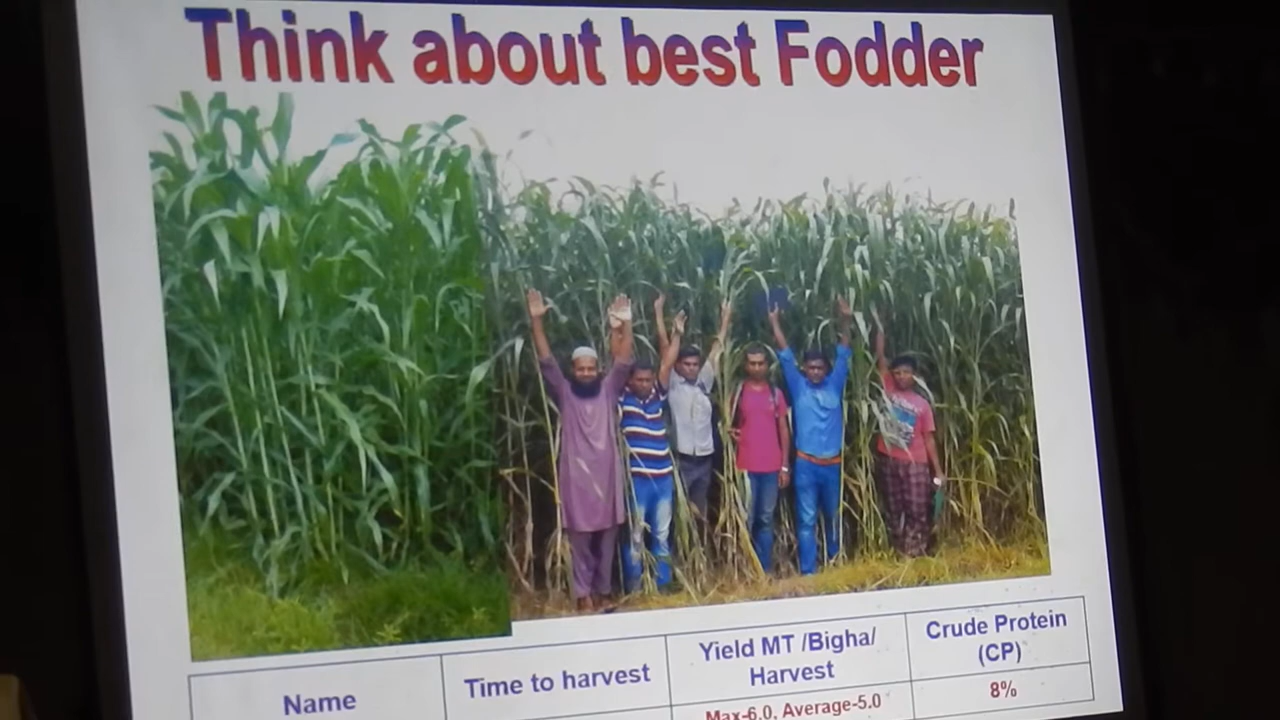 Think about best Fodder
Name
Time to harvest
Yield MT /Bigha/
Harvest
Crude Protein
(CP)
Max-6.0, Average-5.0
8%